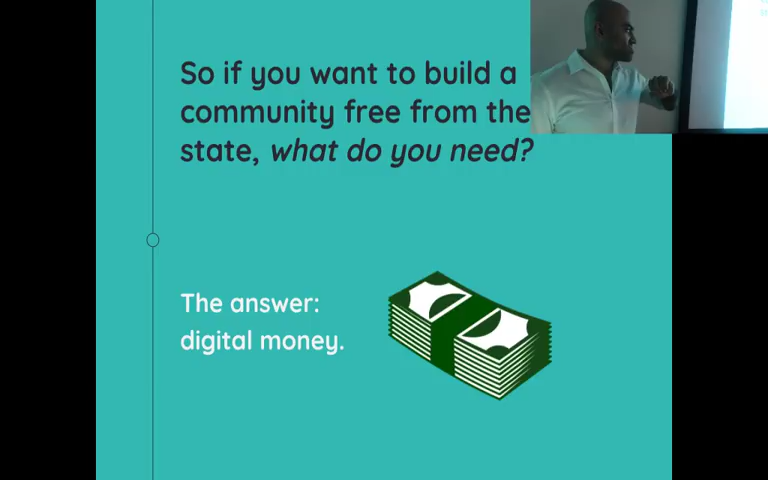 So if you want to build a
community free from the
state, what do you need?
The answer:
digital money.